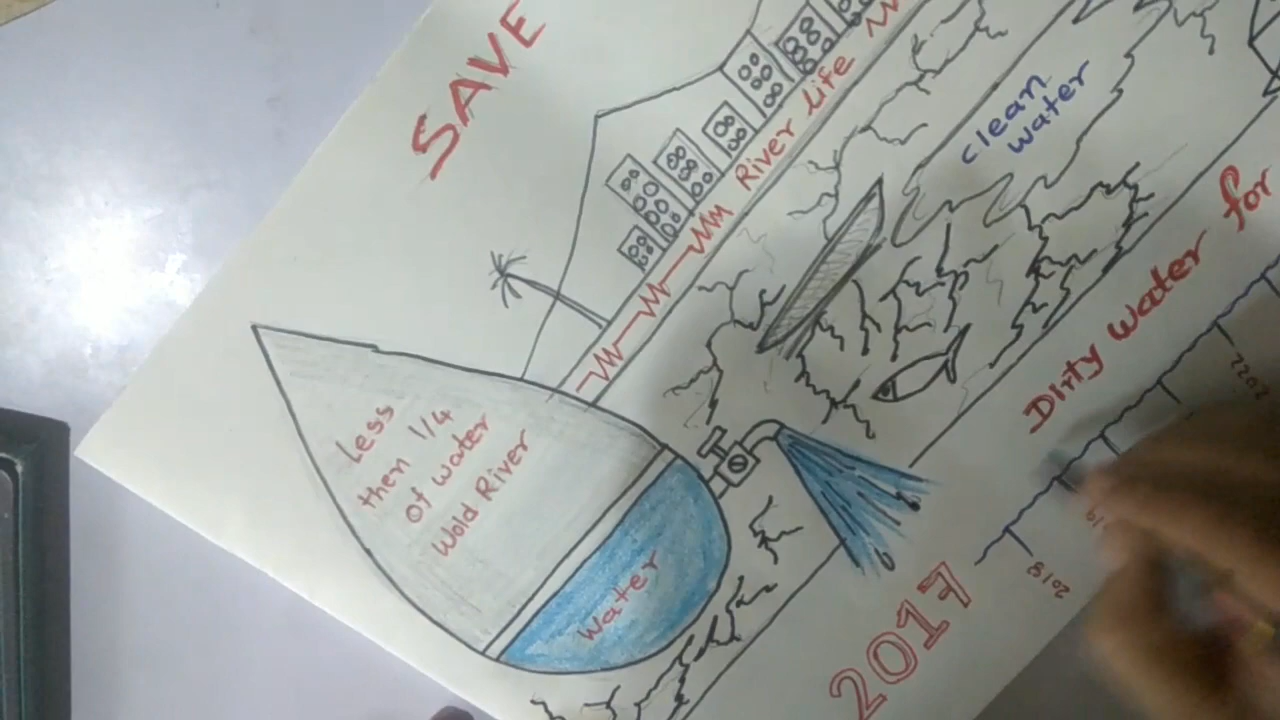 SAVE
River life
clean
water
Dirty water for
Less
then 1/4
of water
Wold River
Water
2017
2018
2022